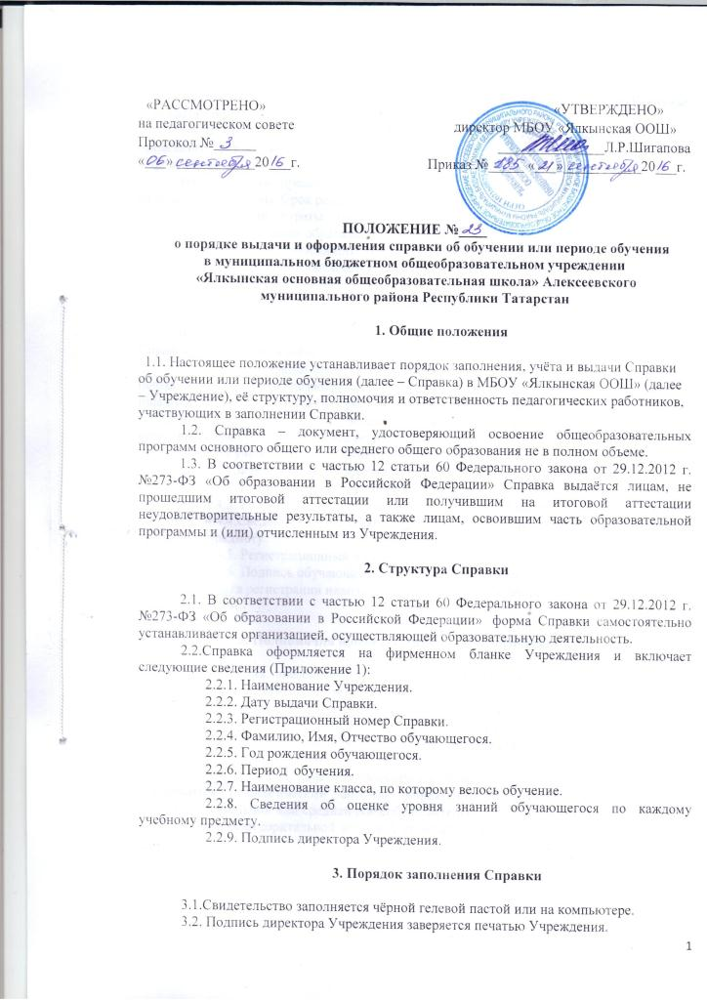 «РАССМОТРЕНО»
на педагогическом совете
Протокол № 3
«06» сентября 2016 г.
«УТВЕРЖДЕНО»
директор МБОУ «Ялкынская ООШ»
Л.Р.Шигапова
Приказ № «21» сентября 2016 г.
ПОЛОЖЕНИЕ № 23
о порядке выдачи и оформления справки об обучении или периоде обучения
в муниципальном бюджетном общеобразовательном учреждении
«Ялкынская основная общеобразовательная школа» Алексеевского
муниципального района Республики Татарстан
1. Общие положения
1.1. Настоящее положение устанавливает порядок заполнения, учёта и выдачи Справки
об обучении или периоде обучения (далее – Справка) в МБОУ «Ялкынская ООШ» (далее
– Учреждение), её структуру, полномочия и ответственность педагогических работников,
участвующих в заполнении Справки.
1.2. Справка – документ, удостоверяющий освоение общеобразовательных
программ основного общего или среднего общего образования не в полном объеме.
1.3. В соответствии с частью 12 статьи 60 Федерального закона от 29.12.2012 г.
№273-ФЗ «Об образовании в Российской Федерации» Справка выдаётся лицам, не
прошедшим итоговой аттестации или получившим на итоговой аттестации
неудовлетворительные результаты, а также лицам, освоившим часть образовательной
программы и (или) отчисленным из Учреждения.
2. Структура Справки
2.1. В соответствии с частью 12 статьи 60 Федерального закона от 29.12.2012 г.
№273-ФЗ «Об образовании в Российской Федерации» форма Справки самостоятельно
устанавливается организацией, осуществляющей образовательную деятельность.
2.2.Справка оформляется на фирменном бланке Учреждения и включает
следующие сведения (Приложение 1):
2.2.1. Наименование Учреждения.
2.2.2. Дату выдачи Справки.
2.2.3. Регистрационный номер Справки.
2.2.4. Фамилию, Имя, Отчество обучающегося.
2.2.5. Год рождения обучающегося.
2.2.6. Период обучения.
2.2.7. Наименование класса, по которому велось обучение.
2.2.8. Сведения об оценке уровня знаний обучающегося по каждому
учебному предмету.
2.2.9. Подпись директора Учреждения.
3. Порядок заполнения Справки
3.1.Свидетельство заполняется чёрной гелевой пастой или на компьютере.
3.2. Подпись директора Учреждения заверяется печатью Учреждения.
1